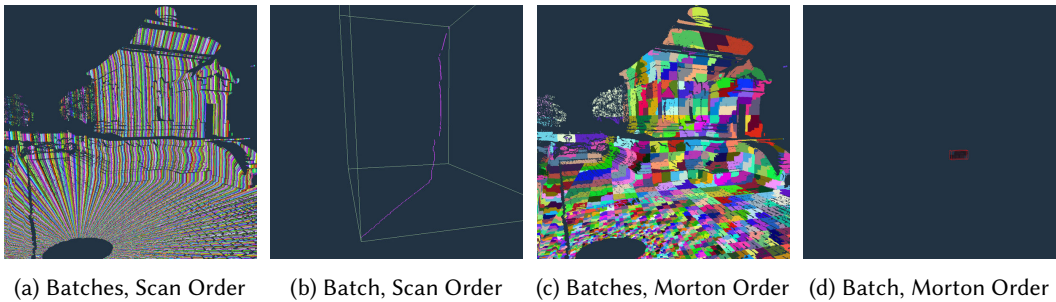 (a) Batches, Scan Order
(b) Batch, Scan Order
(c) Batches, Morton Order
(d) Batch, Morton Order